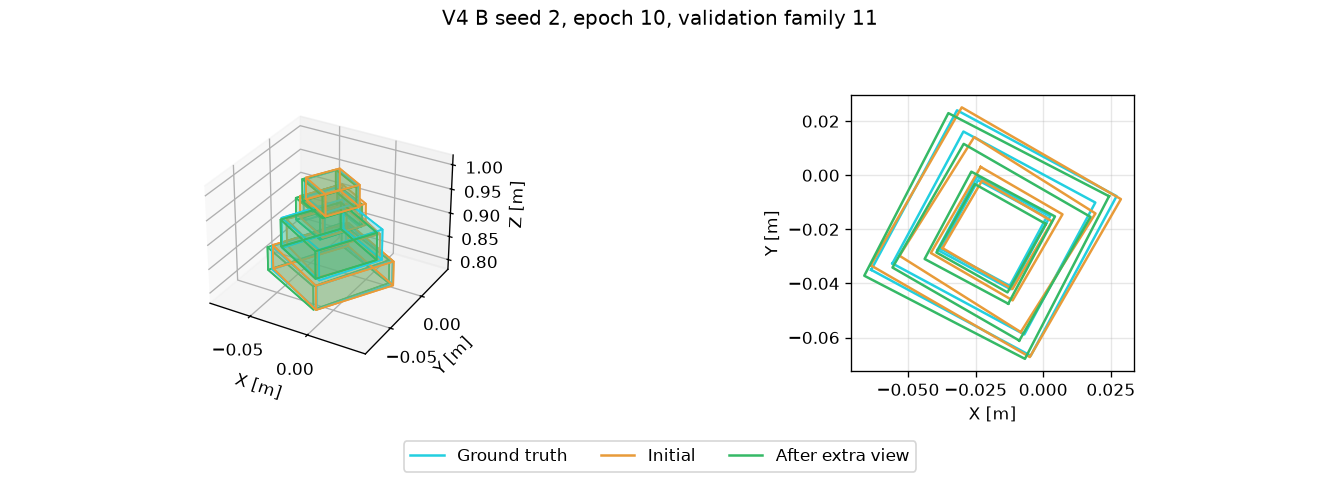 V4 B seed 2, epoch 10, validation family 11
1.00
0.95
0.90
0.85
0.80
Z [m]
0.00
−0.05
Y [m]
−0.05
0.00
X [m]
0.02
0.00
−0.02
−0.04
−0.06
Y [m]
−0.050 −0.025 0.000 0.025
X [m]
Ground truth Initial After extra view